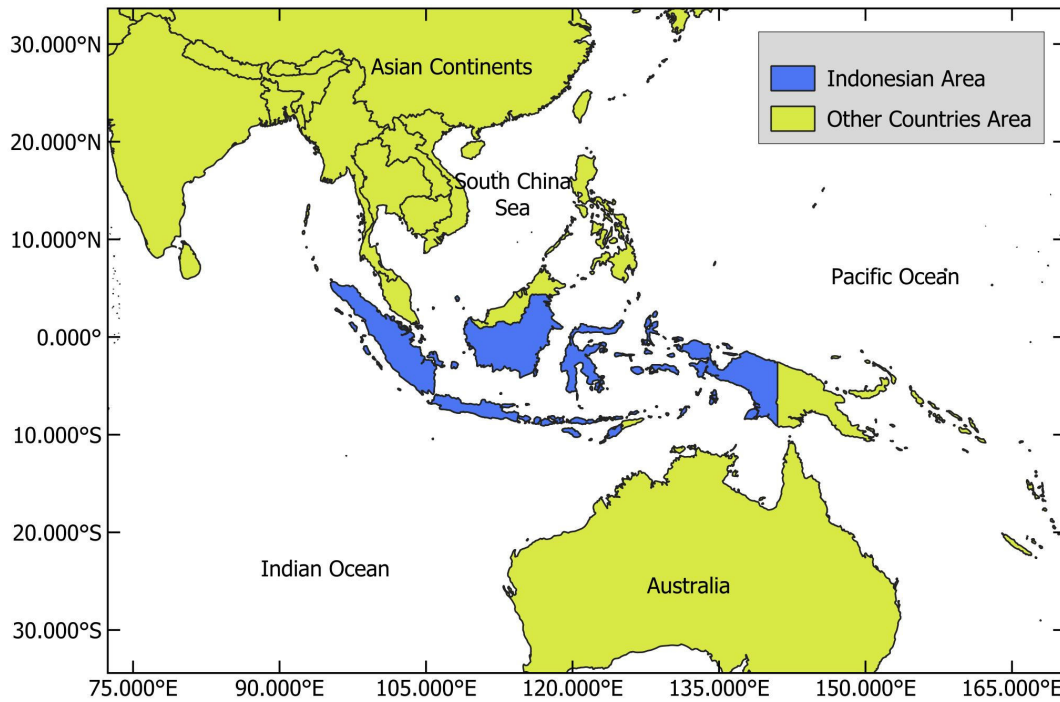 30.000°N
20.000°N
10.000°N
0.000°
10.000°S
20.000°S
30.000°S
Asian Continents
South China
Sea
Pacific Ocean
Indian Ocean
Australia
Indonesian Area
Other Countries Area
75.000°E 90.000°E 105.000°E 120.000°E 135.000°E 150.000°E 165.000°E